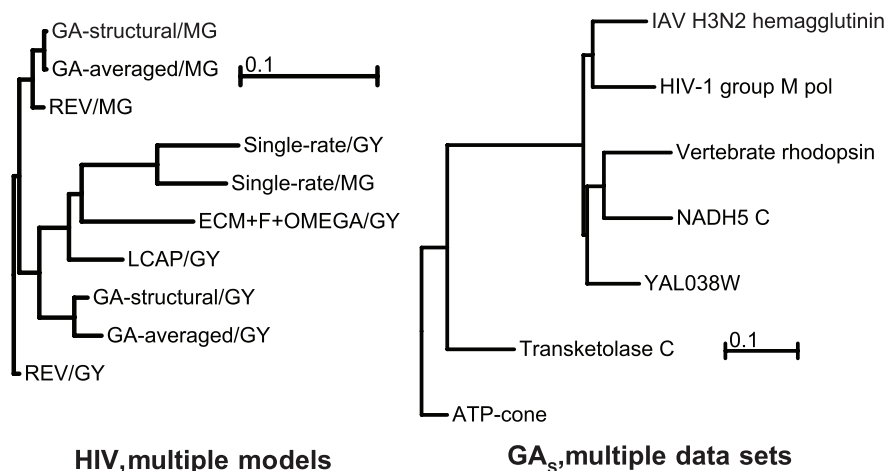 GA-structural/MG
GA-averaged/MG
0.1
REV/MG
Single-rate/GY
Single-rate/MG
ECM+F+OMEGA/GY
LCAP/GY
GA-structural/GY
GA-averaged/GY
REV/GY
HIV,multiple models
IAV H3N2 hemagglutinin
HIV-1 group M pol
Vertebrate rhodopsin
NADH5 C
YAL038W
Transketolase C
0.1
ATP-cone
GAS,multiple data sets